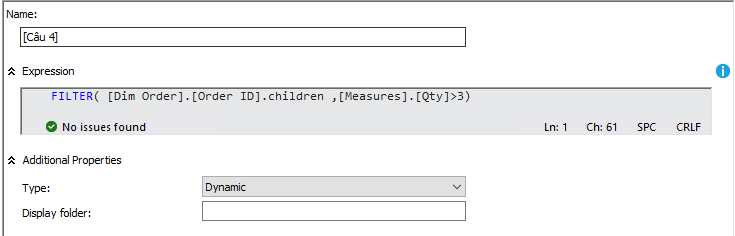 Name:
[Câu 4]
Expression
FILTER( [Dim Order].[Order ID].children ,[Measures].[Qty]>3)
No issues found Ln: 1 Ch: 61 SPC CRLF
Additional Properties
Type: Dynamic
Display folder: